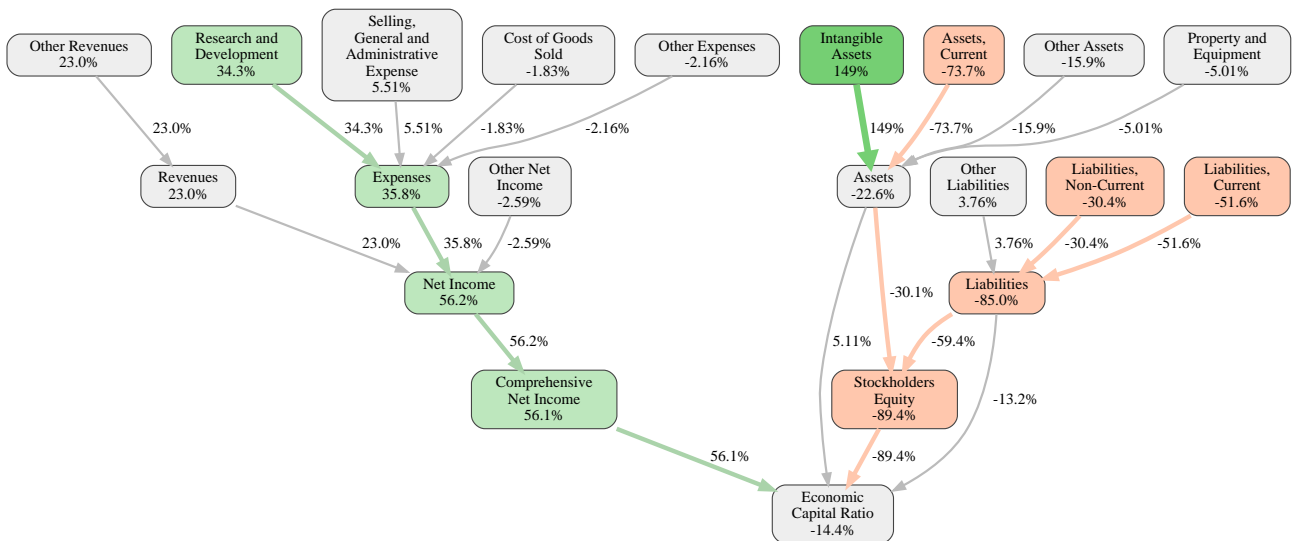 Other Revenues
23.0%
Research and
Development
34.3%
Selling,
General and
Administrative
Expense
5.51%
Cost of Goods
Sold
-1.83%
Other Expenses
-2.16%
Intangible
Assets
149%
Assets,
Current
-73.7%
Other Assets
-15.9%
Property and
Equipment
-5.01%
23.0%
34.3%
5.51%
-1.83%
-2.16%
149%
-73.7%
-15.9%
-5.01%
Revenues
23.0%
Expenses
35.8%
Other Net
Income
-2.59%
Assets
-22.6%
Other
Liabilities
3.76%
Liabilities,
Non-Current
-30.4%
Liabilities,
Current
-51.6%
23.0%
35.8%
-2.59%
3.76%
-30.4%
-51.6%
Net Income
56.2%
-30.1%
Liabilities
-85.0%
56.2%
5.11%
-59.4%
Comprehensive
Net Income
56.1%
Stockholders
Equity
-89.4%
-13.2%
56.1%
-89.4%
Economic
Capital Ratio
-14.4%